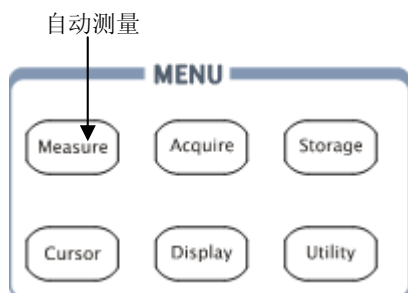 自动测量
MENU
Measure Acquire Storage
Cursor Display Utility